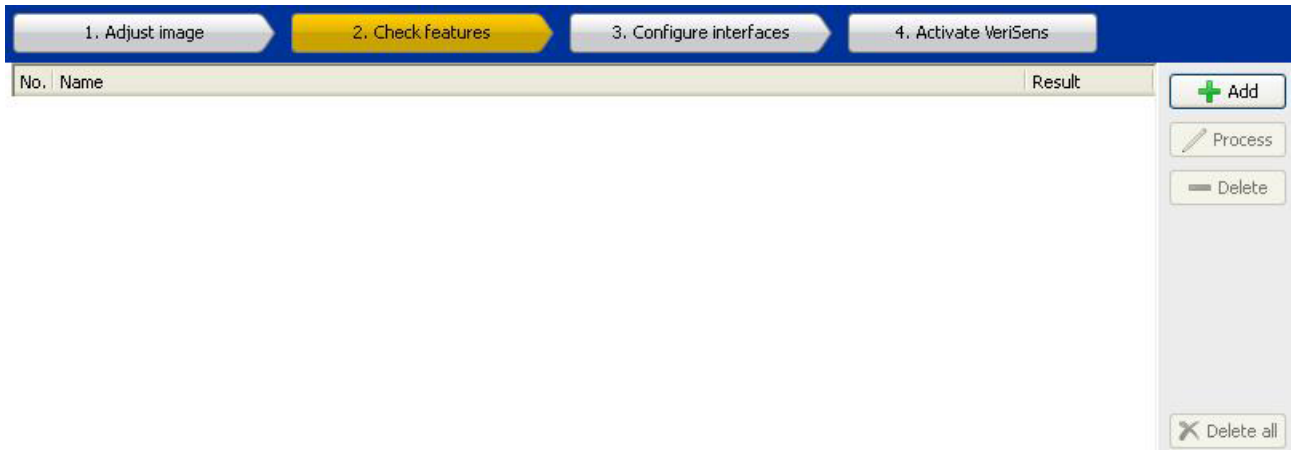 1. Adjust image 2. Check features 3. Configure interfaces 4. Activate VeriSens
No. Name Result
Add
Process
Delete
Delete all